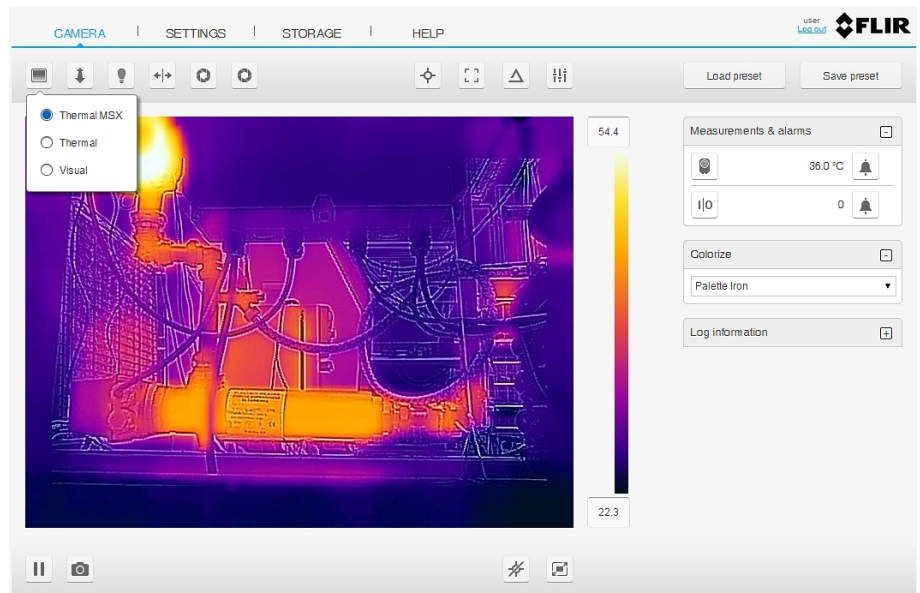 CAMERA
SETTINGS
STORAGE
HELP
user
Log out
FLIR
Load preset
Save preset
Thermal MSX
Thermal
Visual
54.4
22.3
Measurements & alarms
36.0 °C
I|O
0
Colorize
Palette Iron
Log information